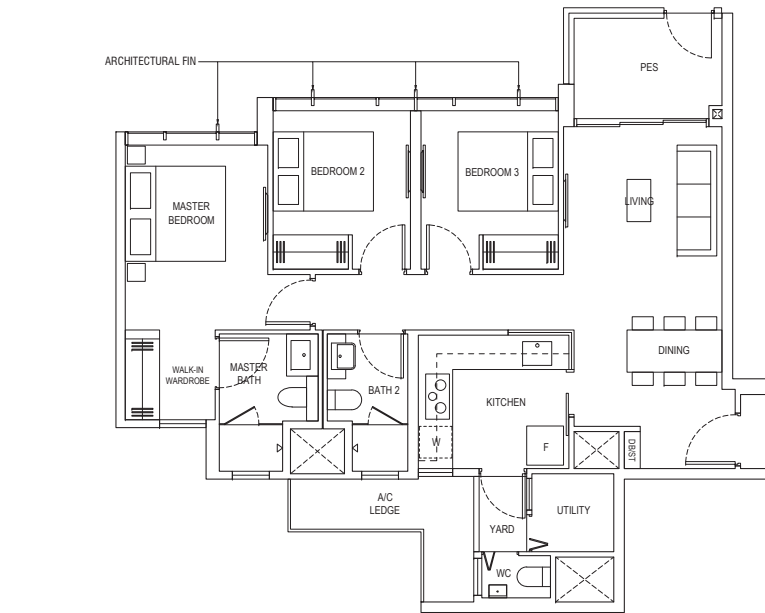 ARCHITECTURAL FIN
PES
BEDROOM 2
BEDROOM 3
MASTER
BEDROOM
LIVING
WALK-IN
WARDROBE
MASTER
BATH
BATH 2
DINING
KITCHEN
W
F
DB/ST
A/C
LEDGE
YARD
UTILITY
WC